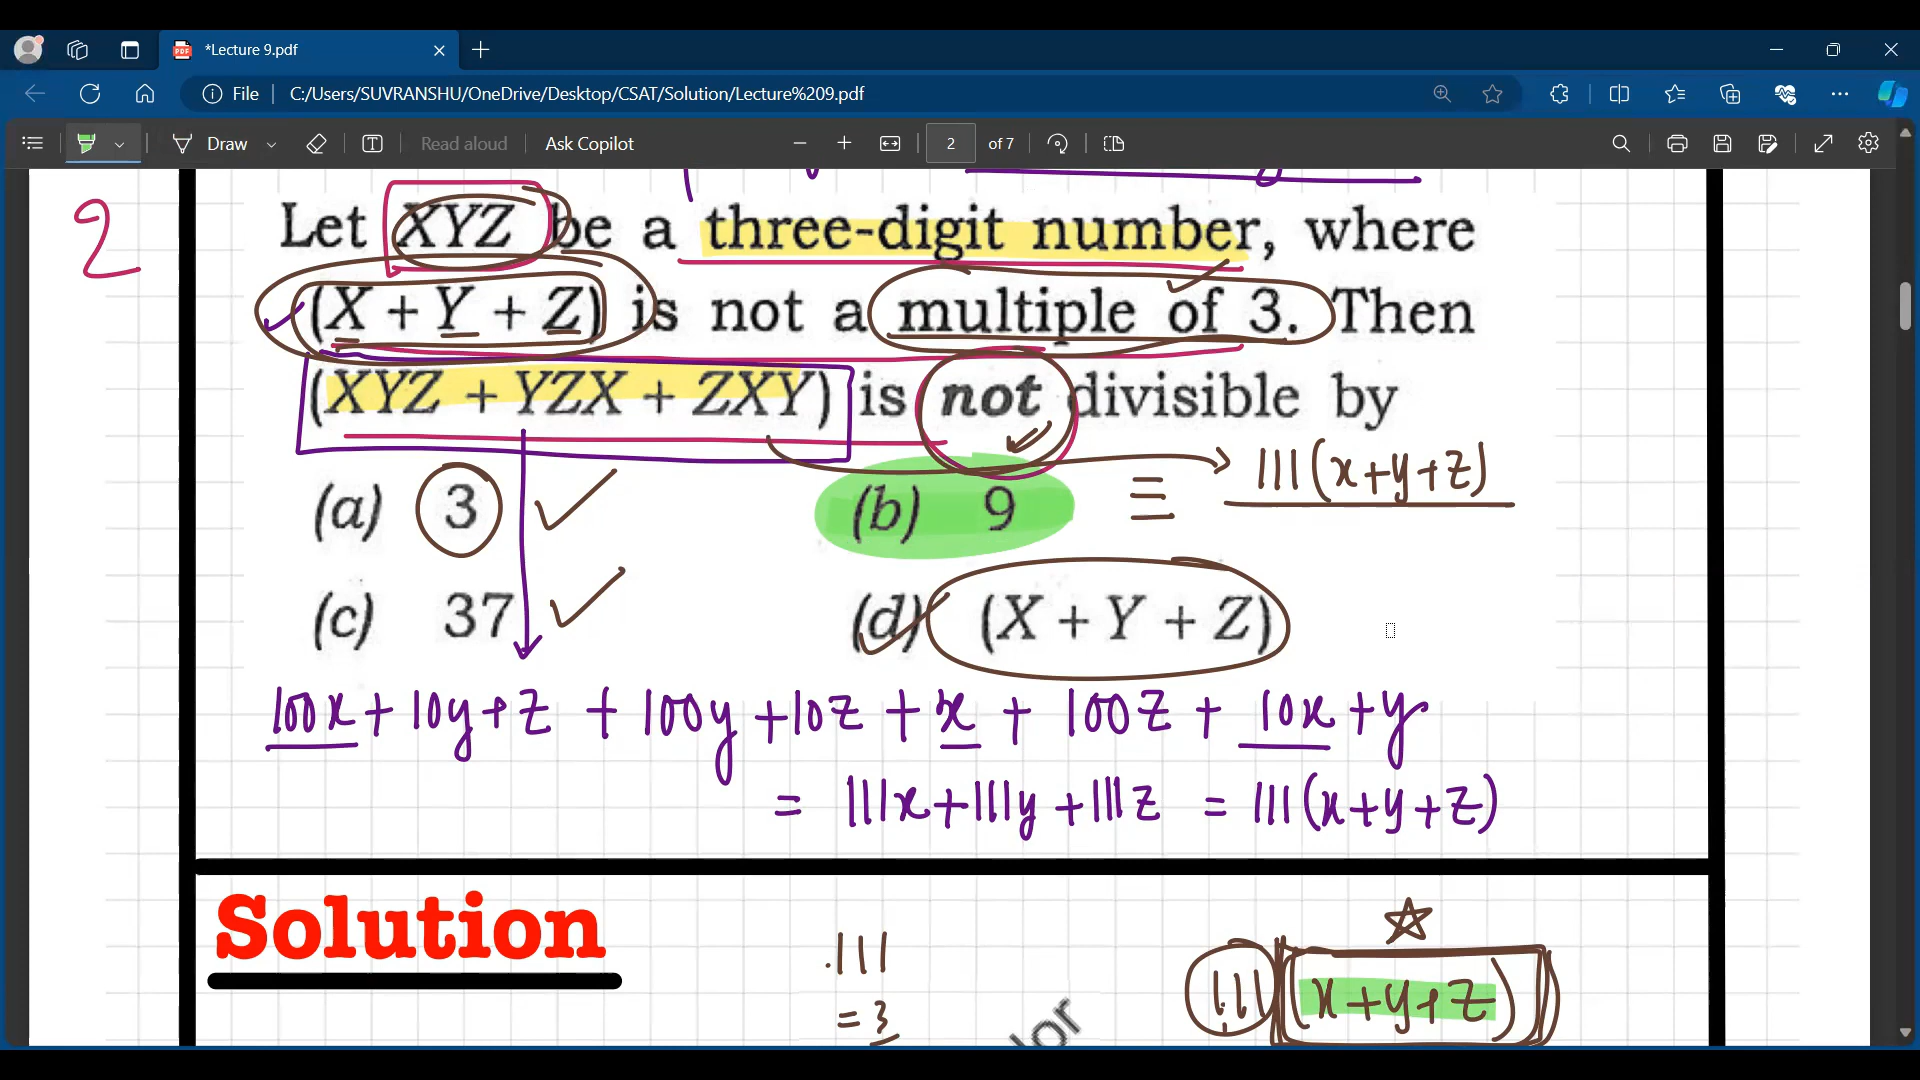 *Lecture 9.pdf
File C:/Users/SUVRANSHU/OneDrive/Desktop/CSAT/Solution/Lecture%209.pdf
Draw Read aloud Ask Copilot 2 of 7
2
Let XYZ be a three-digit number, where
(X + Y + Z) is not a multiple of 3. Then
(XYZ + YZX + ZXY) is not divisible by
111(x+y+z)
(a) 3 (b) 9
(c) 37 (d) (X + Y + Z)
100x + 10y + z + 100y + 10z + x + 100z + 10x + y
= 111x + 111y + 111z = 111(x+y+z)
Solution
111
= 3
111 (x+y+z)